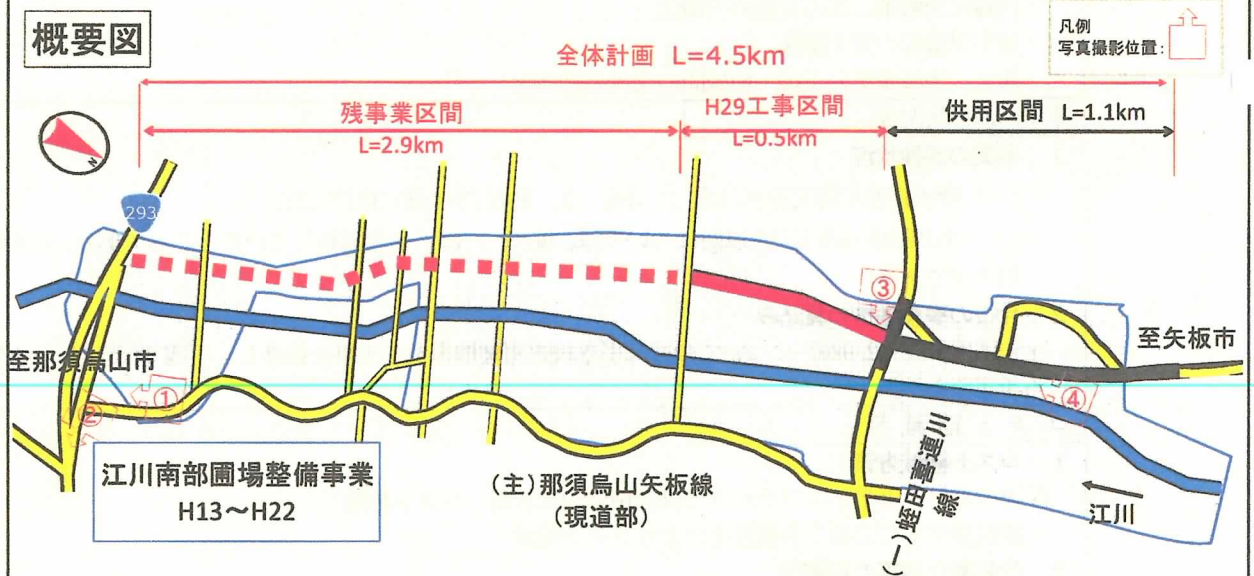 概要図
凡例
写真撮影位置:
全体計画 L=4.5km
残事業区間
L=2.9km
H29工事区間
L=0.5km
供用区間 L=1.1km
N
293
③
至矢板市
至那須烏山市
①
②
④
江川南部圃場整備事業
H13～H22
(主)那須烏山矢板線
(現道部)
(一)蛭田喜連川線
江川